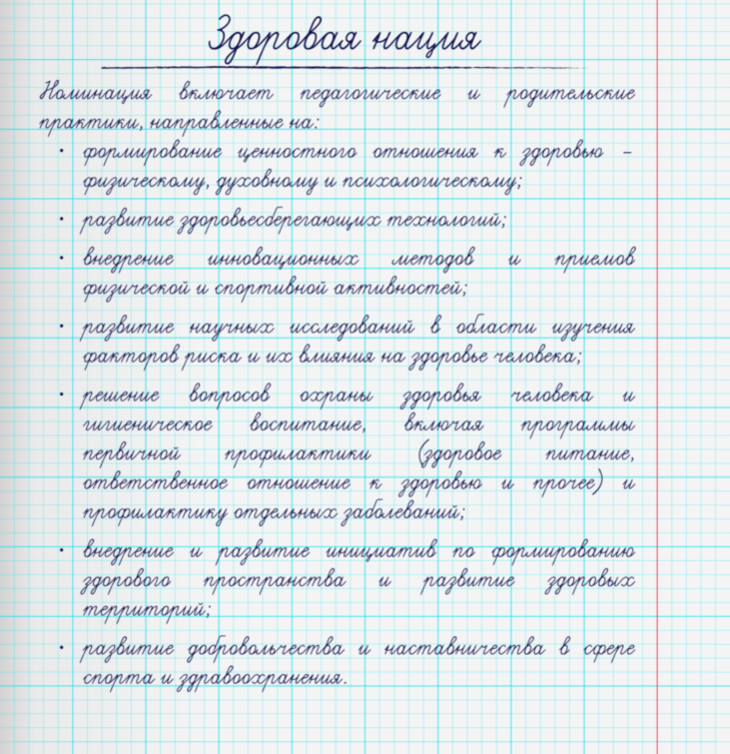 Здоровая нация
Номинация включает педагогические и родительские
практики, направленные на:
• формирование ценностного отношения к здоровью –
физическому, духовному и психологическому;
• развитие здоровьесберегающих технологий;
• внедрение инновационных методов и приемов
физической и спортивной активностей;
• развитие научных исследований в области изучения
факторов риска и их влияния на здоровье человека;
• решение вопросов охраны здоровья человека и
гигиеническое воспитание, включая программы
первичной профилактики (здоровое питание,
ответственное отношение к здоровью и прочее) и
профилактику отдельных заболеваний;
• внедрение и развитие инициатив по формированию
здорового пространства и развитие здоровых
территорий;
• развитие добровольчества и наставничества в сфере
спорта и здравоохранения.